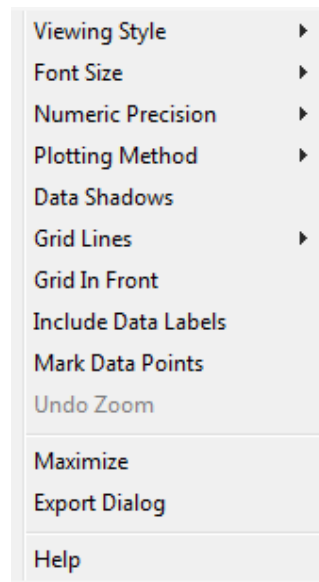 Viewing Style
Font Size
Numeric Precision
Plotting Method
Data Shadows
Grid Lines
Grid In Front
Include Data Labels
Mark Data Points
Undo Zoom
Maximize
Export Dialog
Help